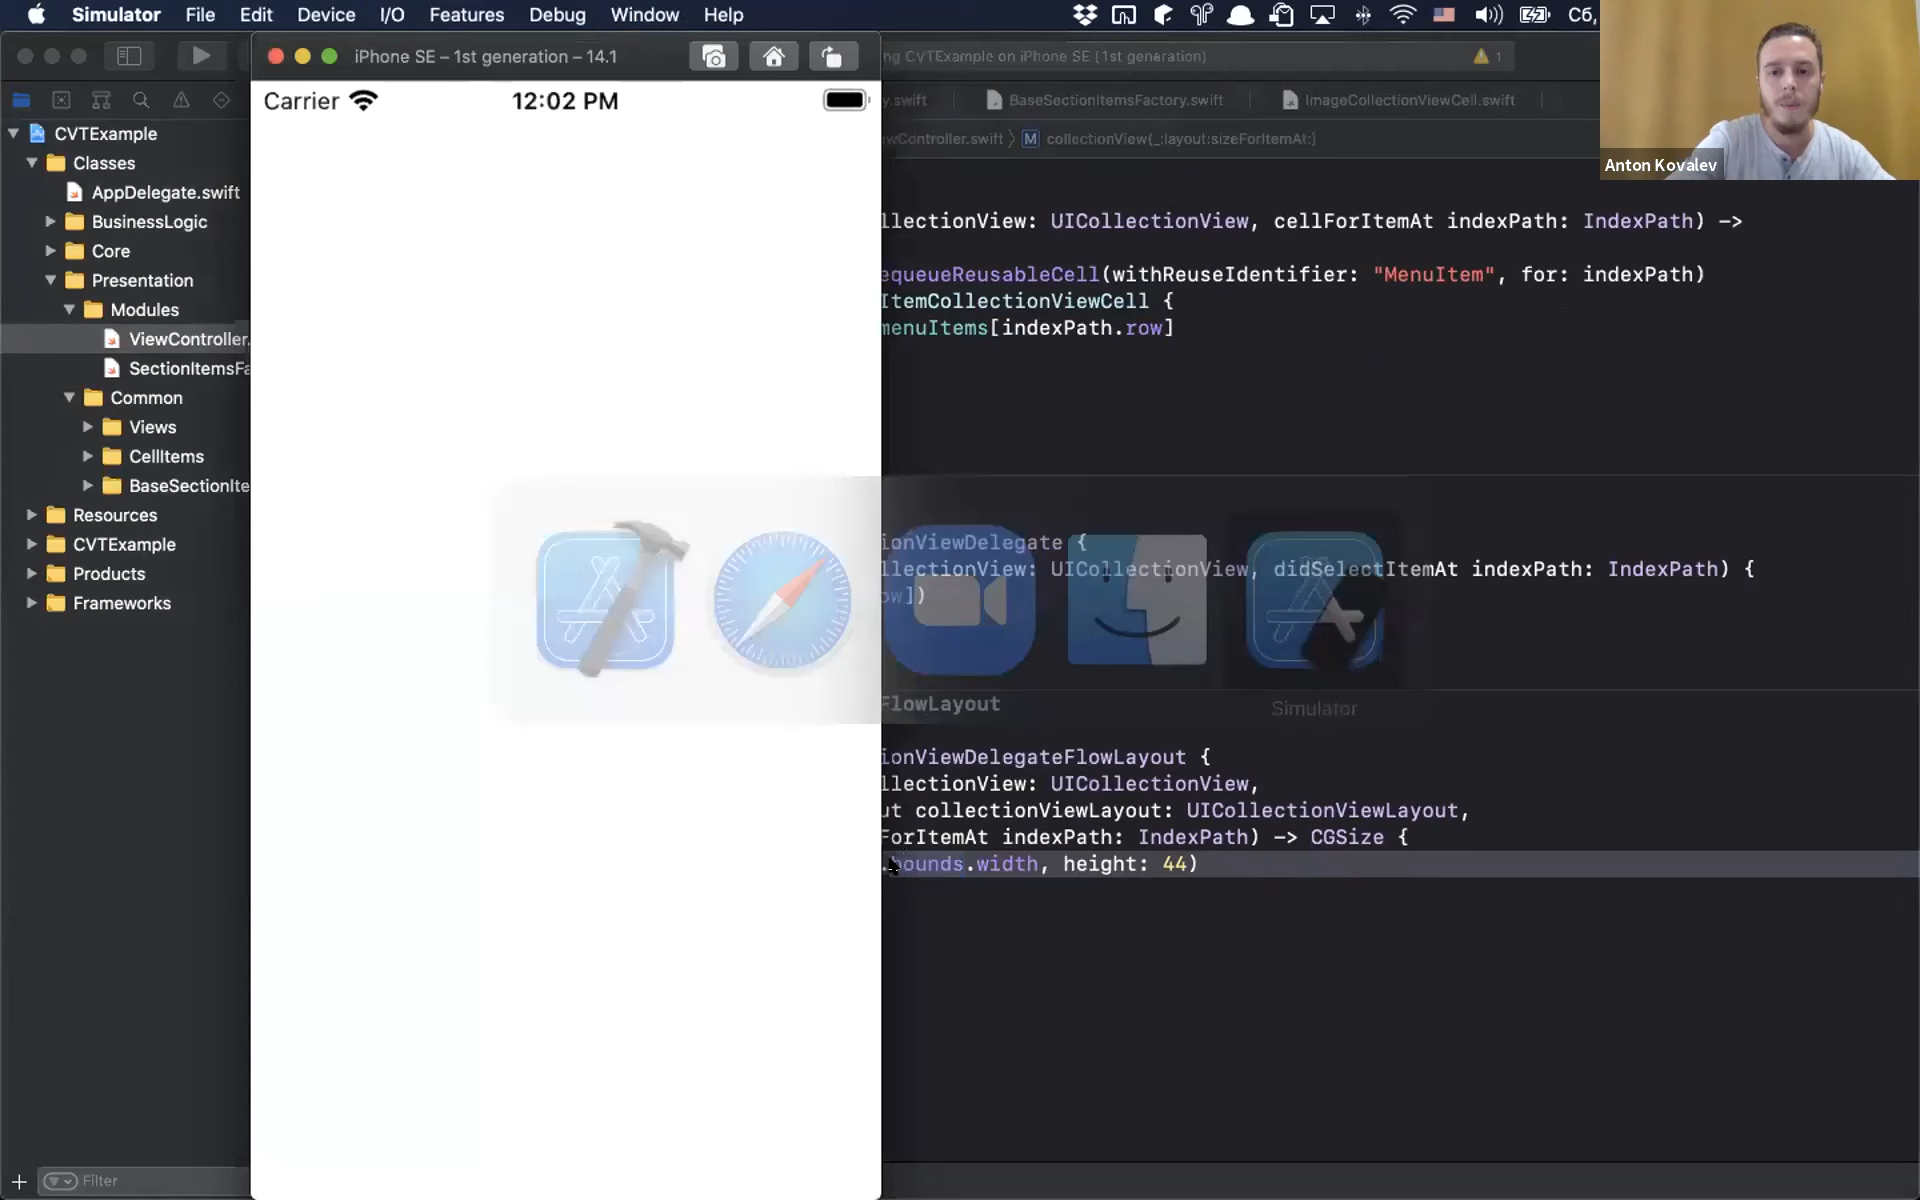 Simulator File Edit Device I/O Features Debug Window Help Сб,
iPhone SE – 1st generation – 14.1
ng CVTExample on iPhone SE (1st generation) 1
Carrier 12:02 PM
y.swift BaseSectionItemsFactory.swift ImageCollectionViewCell.swift
wController.swift M collectionView(_:layout:sizeForItemAt:)
Anton Kovalev
CVTExample
Classes
AppDelegate.swift
BusinessLogic
Core
Presentation
Modules
ViewController.
SectionItemsFa
Common
Views
CellItems
BaseSectionIte
Resources
CVTExample
Products
Frameworks
Filter
llectionView: UICollectionView, cellForItemAt indexPath: IndexPath) ->
equeueReusableCell(withReuseIdentifier: "MenuItem", for: indexPath)
ItemCollectionViewCell {
menuItems[indexPath.row]
ionViewDelegate {
llectionView: UICollectionView, didSelectItemAt indexPath: IndexPath) {
ow])
FlowLayout
Simulator
ionViewDelegateFlowLayout {
llectionView: UICollectionView,
ut collectionViewLayout: UICollectionViewLayout,
ForItemAt indexPath: IndexPath) -> CGSize {
.bounds.width, height: 44)